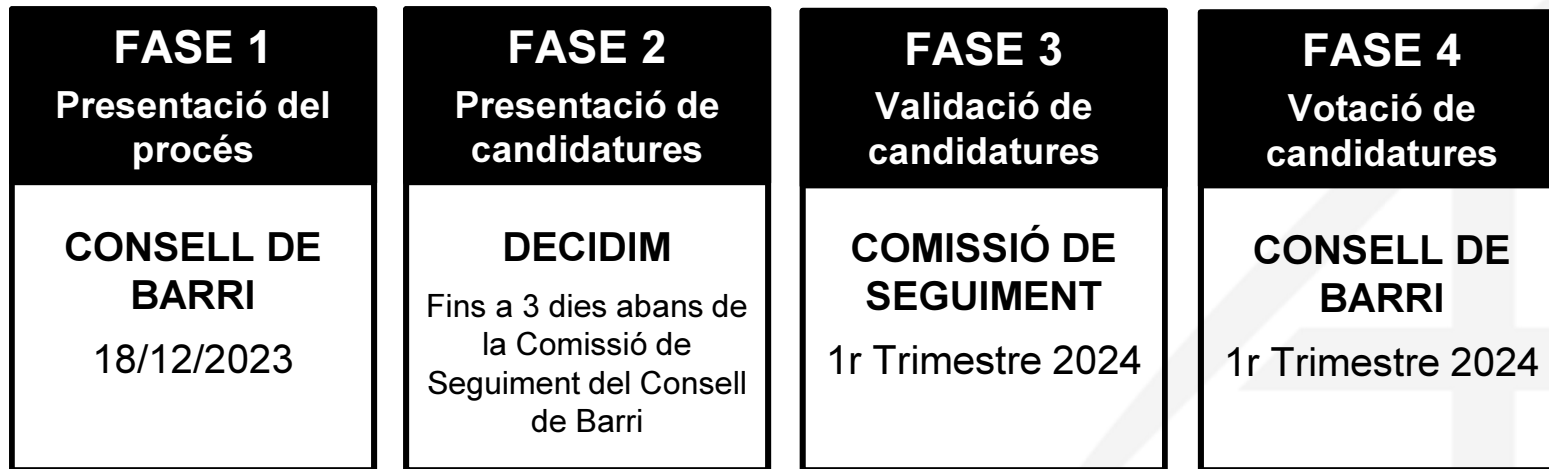 FASE 1
Presentació del
procés
CONSELL DE
BARRI
18/12/2023
FASE 2
Presentació de
candidatures
DECIDIM
Fins a 3 dies abans de
la Comissió de
Seguiment del Consell
de Barri
FASE 3
Validació de
candidatures
COMISSIÓ DE
SEGUIMENT
1r Trimestre 2024
FASE 4
Votació de
candidatures
CONSELL DE
BARRI
1r Trimestre 2024